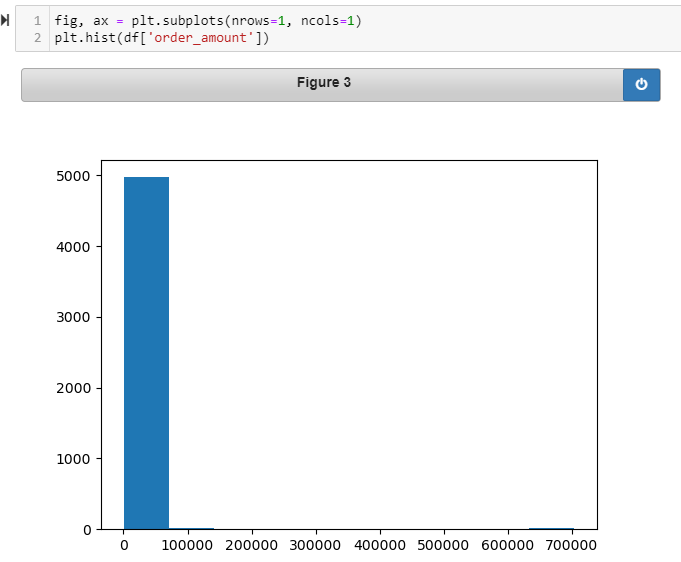 1 fig, ax = plt.subplots(nrows=1, ncols=1)
2 plt.hist(df['order_amount'])
Figure 3
5000
4000
3000
2000
1000
0
0 100000 200000 300000 400000 500000 600000 700000